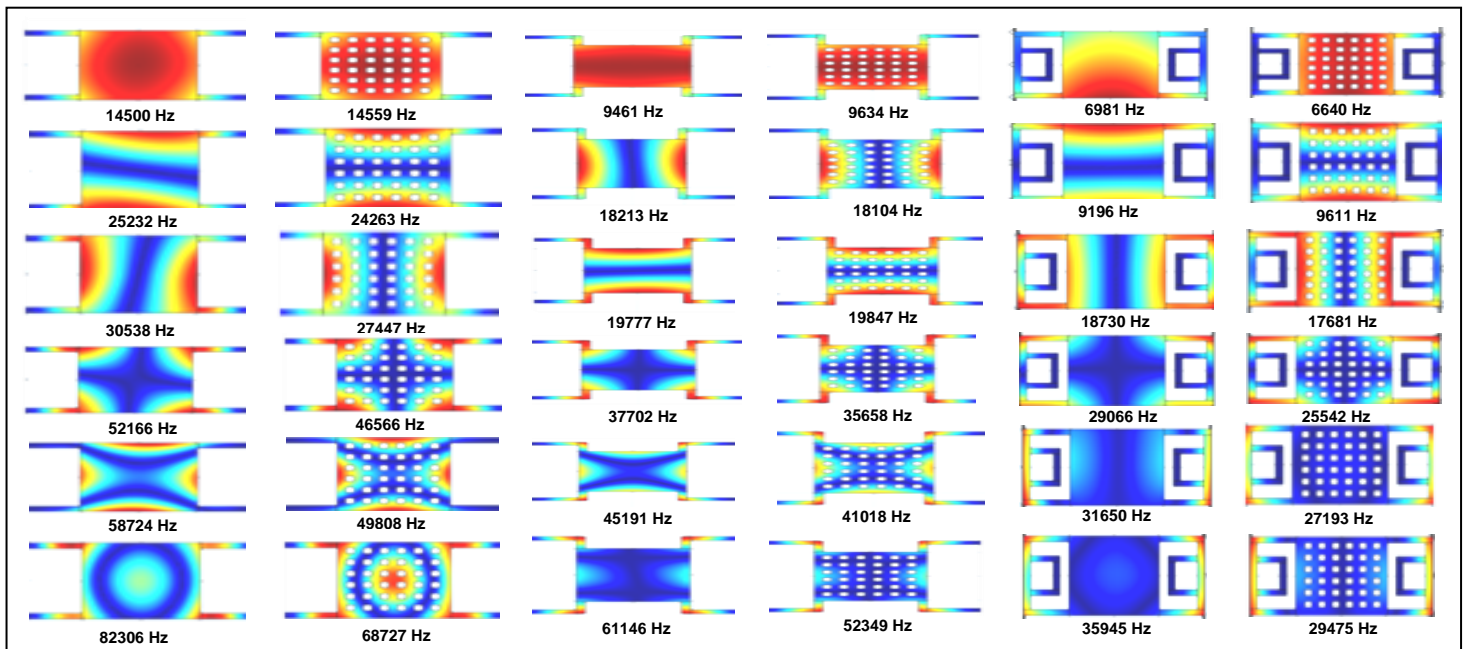 14500 Hz 14559 Hz 9461 Hz 9634 Hz 6981 Hz 6640 Hz
25232 Hz 24263 Hz 18213 Hz 18104 Hz 9196 Hz 9611 Hz
30538 Hz 27447 Hz 19777 Hz 19847 Hz 18730 Hz 17681 Hz
52166 Hz 46566 Hz 37702 Hz 35658 Hz 29066 Hz 25542 Hz
58724 Hz 49808 Hz 45191 Hz 41018 Hz 31650 Hz 27193 Hz
82306 Hz 68727 Hz 61146 Hz 52349 Hz 35945 Hz 29475 Hz